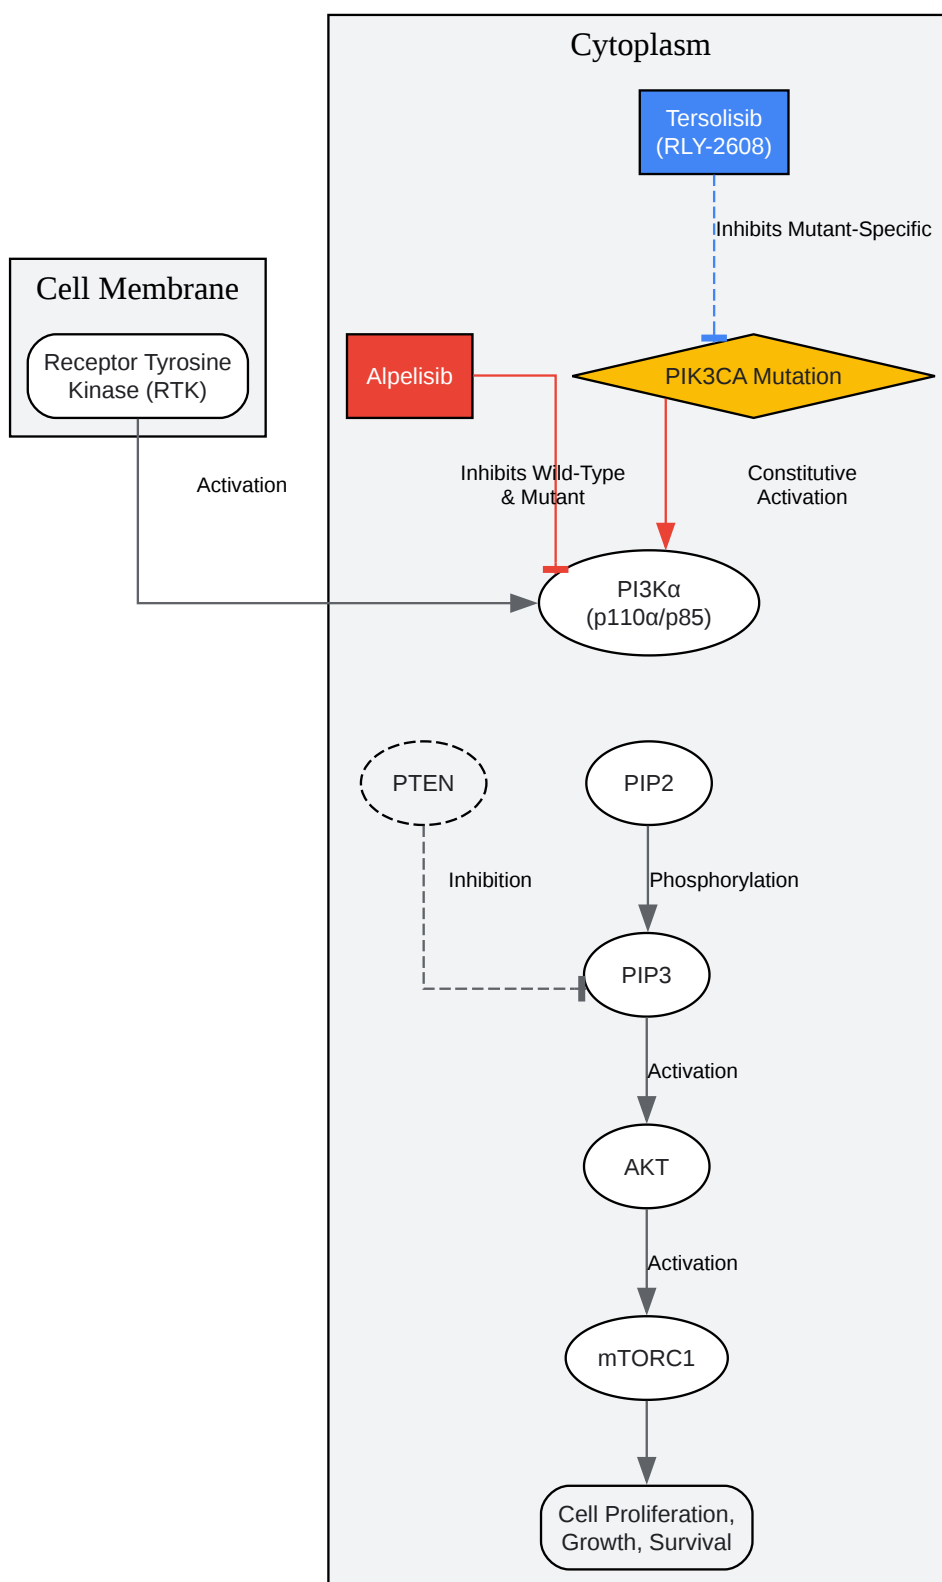 Cytoplasm
Tersolisib
(RLY-2608)
Inhibits Mutant-Specific
Cell Membrane
Receptor Tyrosine
Kinase (RTK)
Alpelisib
PIK3CA Mutation
Activation
Inhibits Wild-Type
& Mutant
Constitutive
Activation
PI3Kα
(p110α/p85)
PTEN
PIP2
Inhibition
Phosphorylation
PIP3
Activation
AKT
Activation
mTORC1
Cell Proliferation,
Growth, Survival